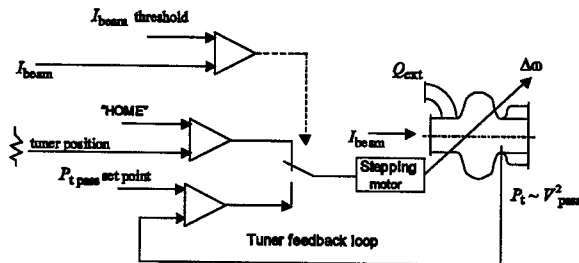 I_beam threshold
I_beam
"HOME"
tuner position
P_t pass set point
Tuner feedback loop
I_beam
Stepping
motor
Q_ext
Δω
P_t ~ V²_pass